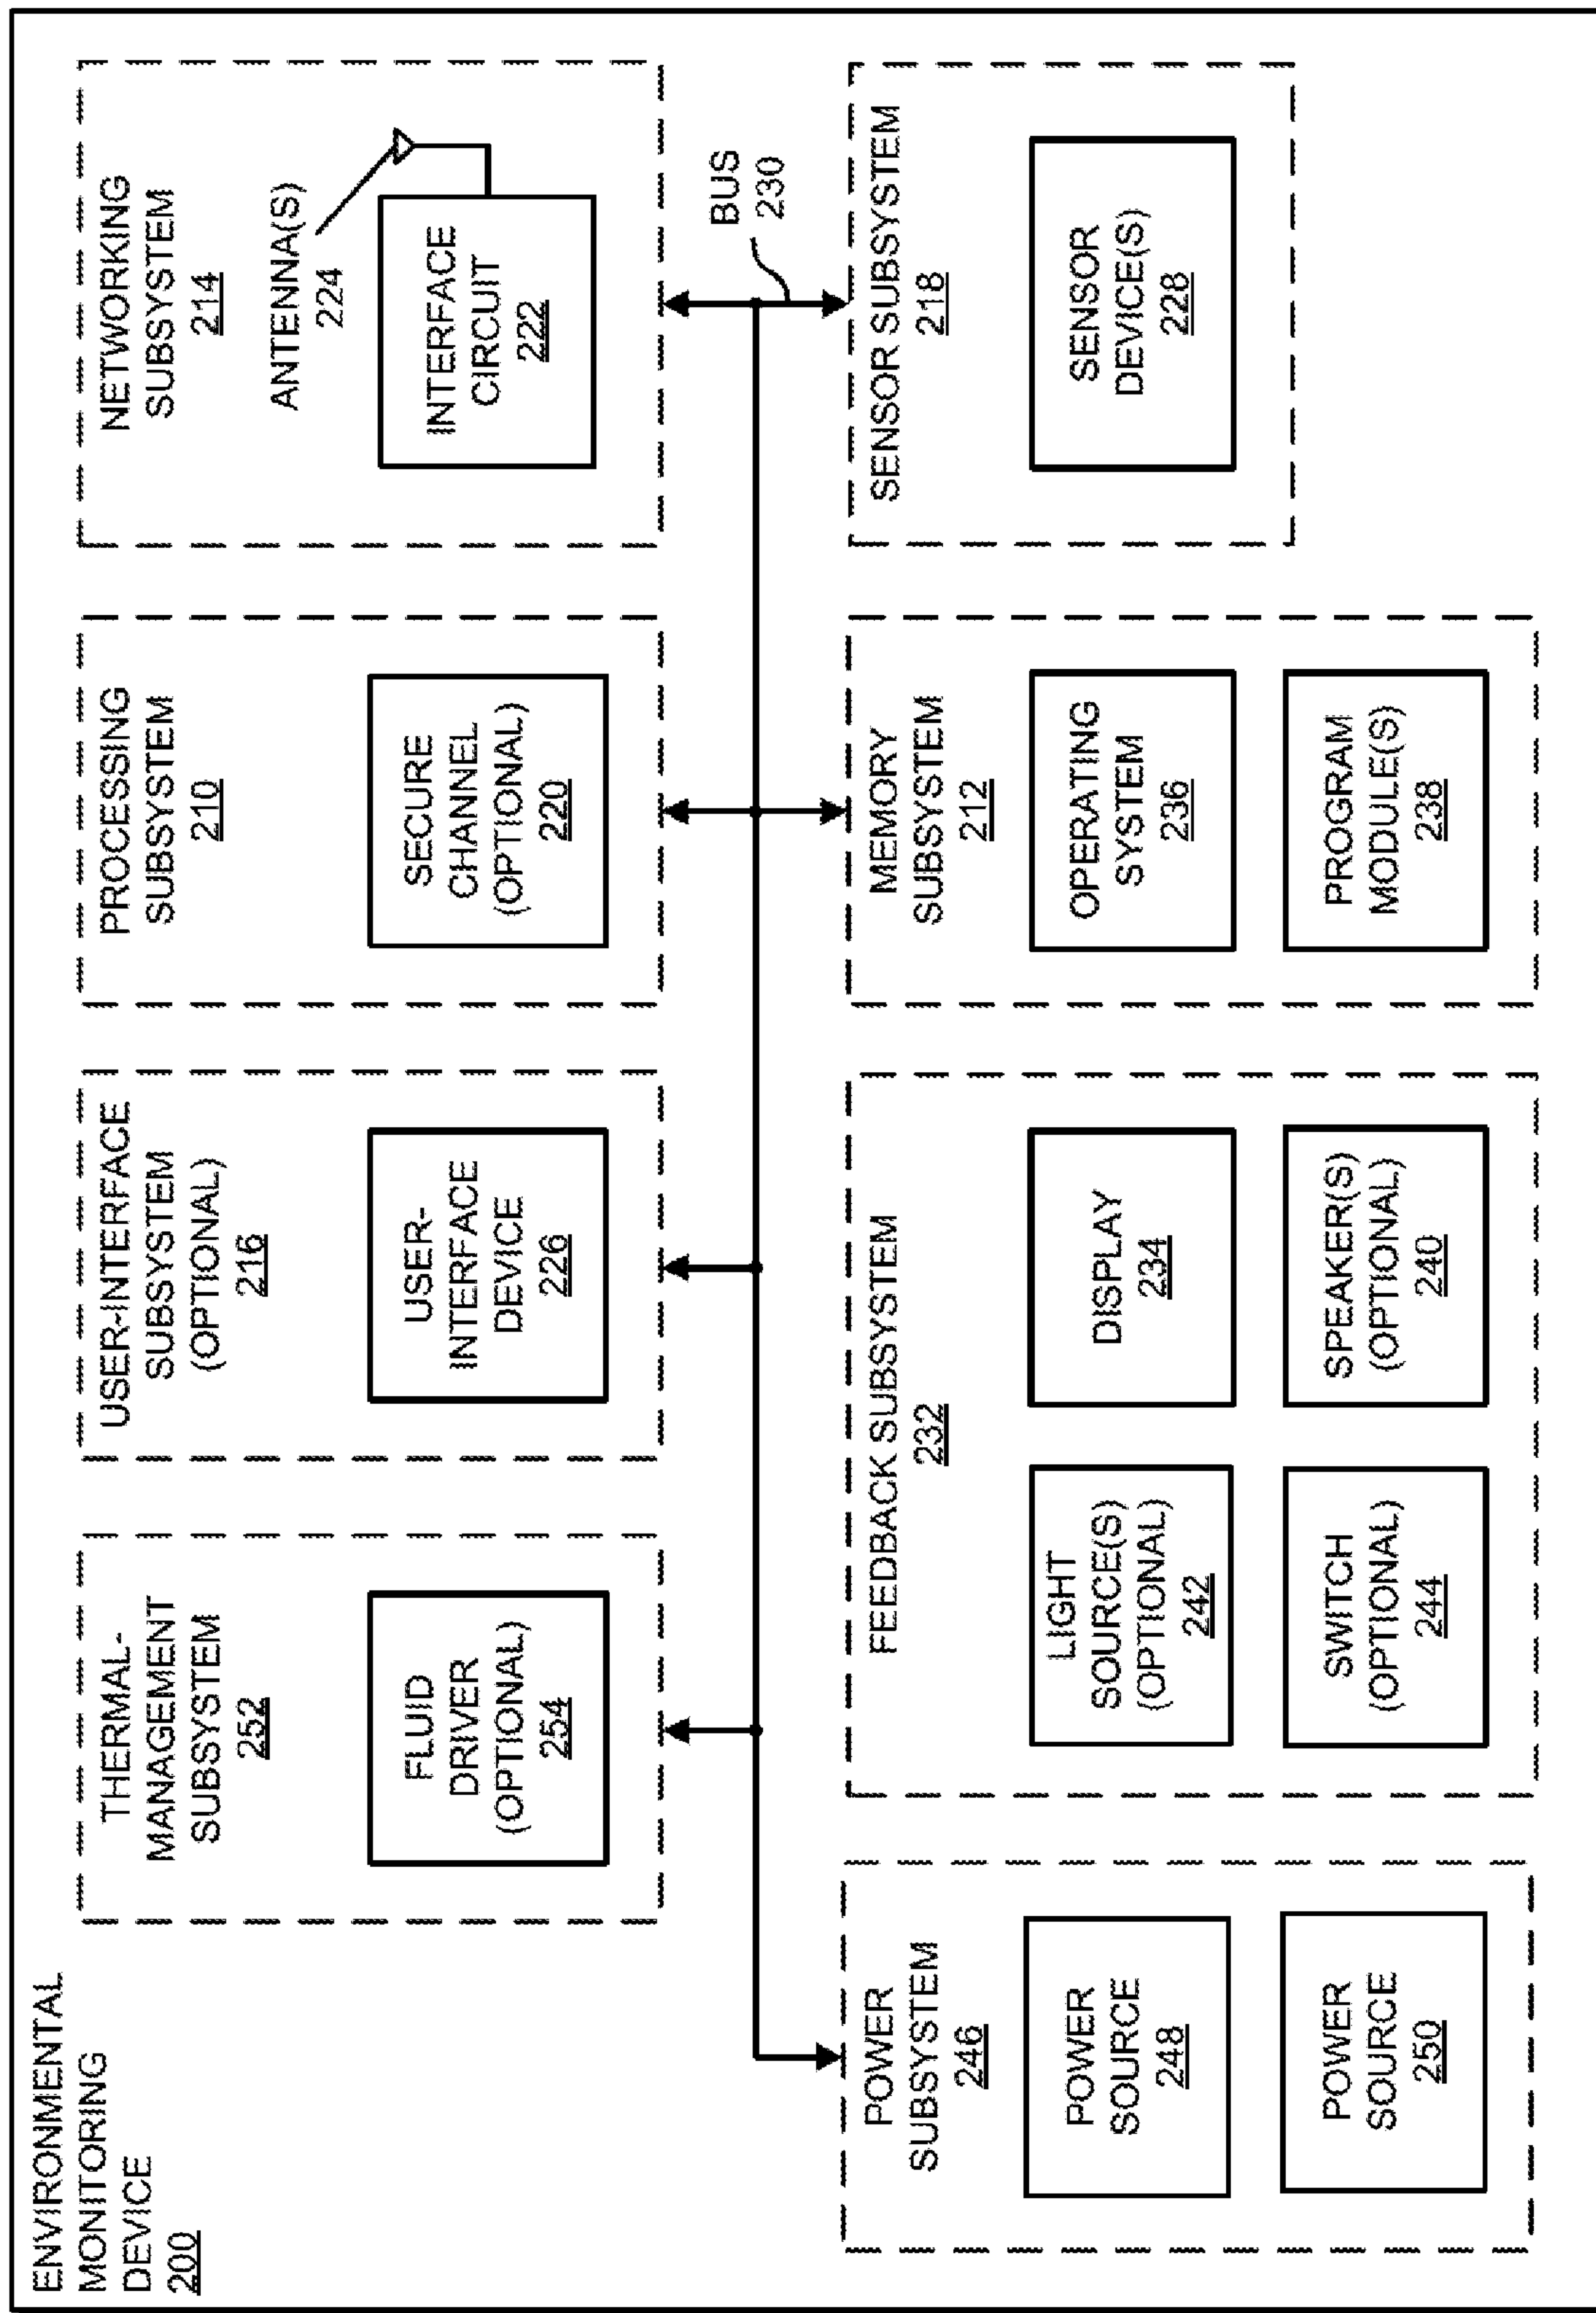 ENVIRONMENTAL
MONITORING
DEVICE
200
THERMAL-
MANAGEMENT
SUBSYSTEM
252
FLUID
DRIVER
(OPTIONAL)
254
USER-INTERFACE
SUBSYSTEM
(OPTIONAL)
216
USER-
INTERFACE
DEVICE
226
PROCESSING
SUBSYSTEM
210
SECURE
CHANNEL
(OPTIONAL)
220
NETWORKING
SUBSYSTEM
214
ANTENNA(S)
224
INTERFACE
CIRCUIT
222
BUS
230
POWER
SUBSYSTEM
246
POWER
SOURCE
248
POWER
SOURCE
250
FEEDBACK SUBSYSTEM
232
LIGHT
SOURCE(S)
(OPTIONAL)
242
DISPLAY
234
SWITCH
(OPTIONAL)
244
SPEAKER(S)
(OPTIONAL)
240
MEMORY
SUBSYSTEM
212
OPERATING
SYSTEM
236
PROGRAM
MODULE(S)
238
SENSOR SUBSYSTEM
218
SENSOR
DEVICE(S)
228